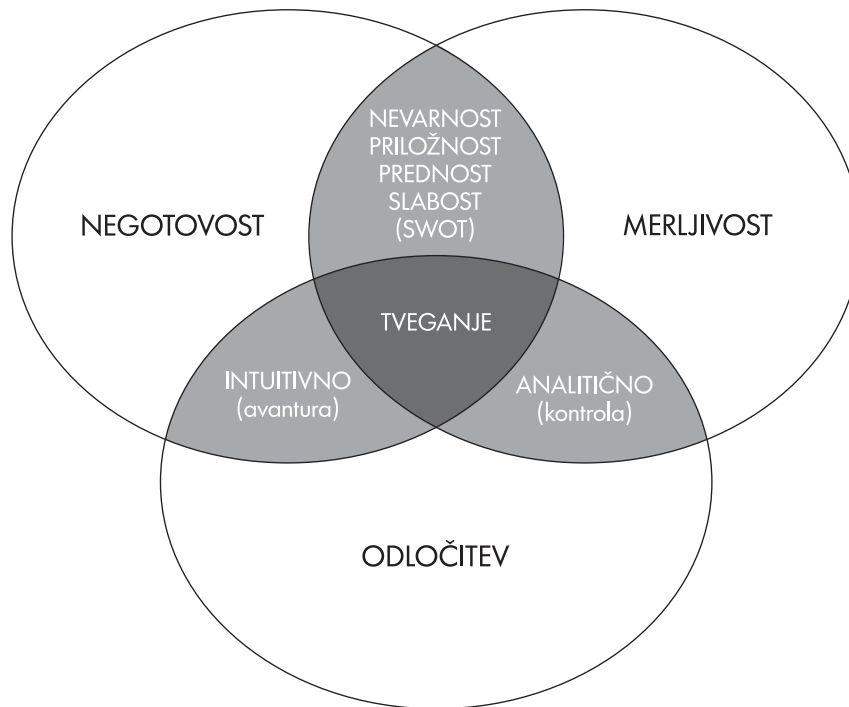 NEVARNOST
PRILOŽNOST
PREDNOST
SLABOST
(SWOT)
NEGOTOVOST
MERLJIVOST
TVEGANJE
INTUITIVNO
(avantura)
ANALITIČNO
(kontrola)
ODLOČITEV